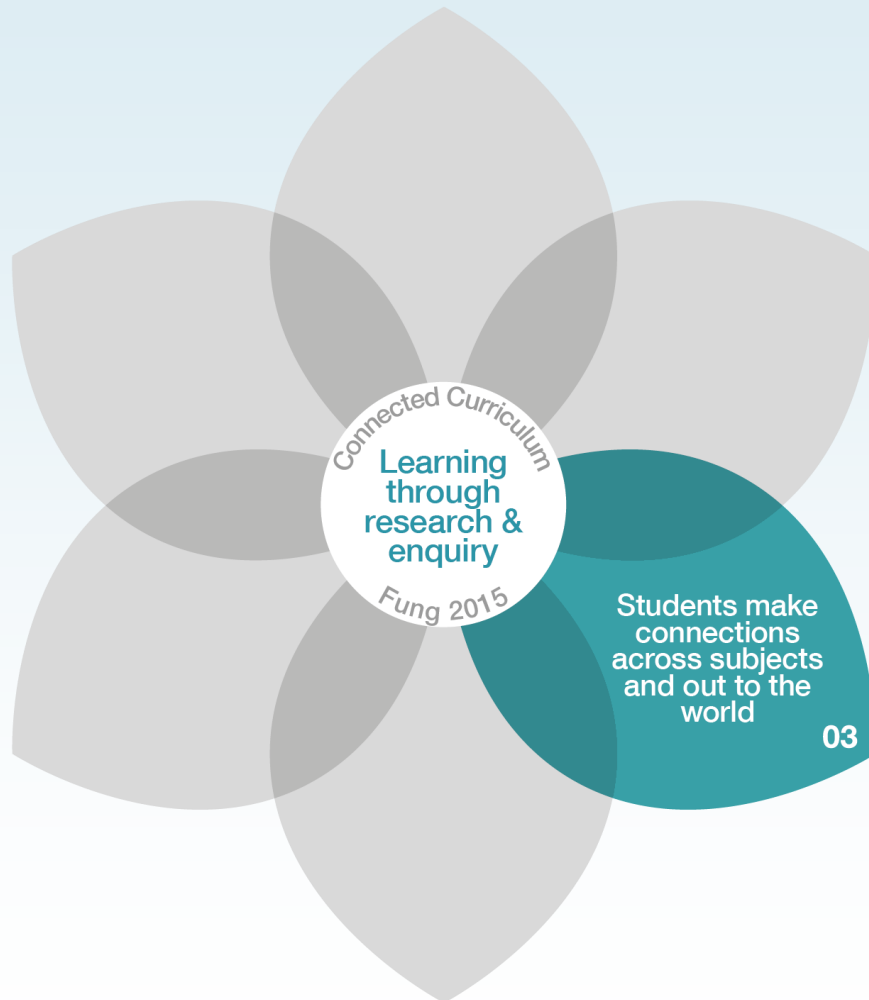 Connected Curriculum
Learning
through
research &
enquiry
Fung 2015
Students make
connections
across subjects
and out to the
world
03